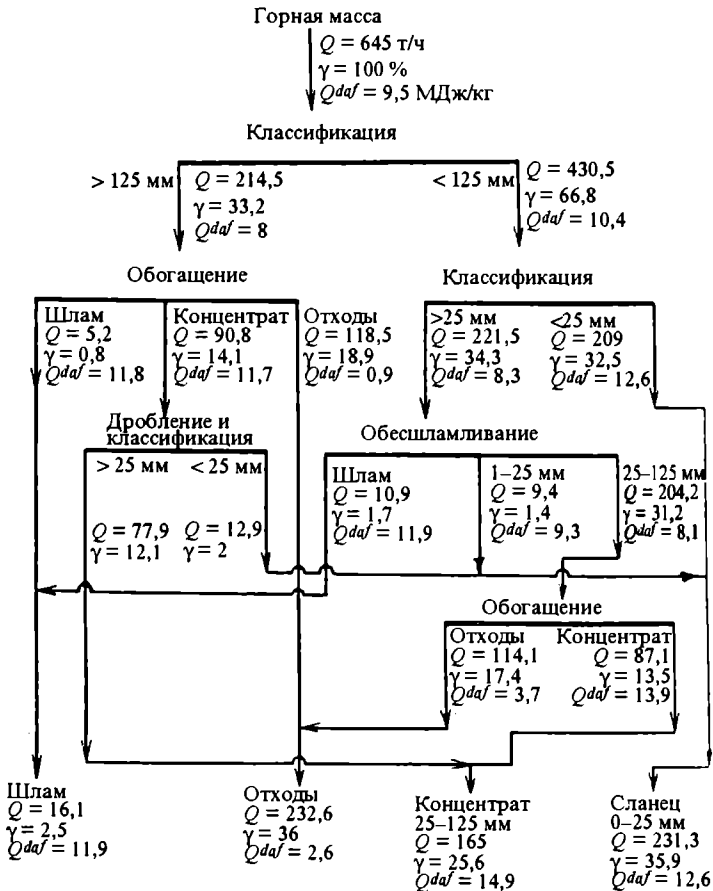 Горная масса
Q = 645 т/ч
γ = 100 %
Qdaf = 9,5 МДж/кг
Классификация
> 125 мм
Q = 214,5
γ = 33,2
Qdaf = 8
< 125 мм
Q = 430,5
γ = 66,8
Qdaf = 10,4
Обогащение
Шлам
Q = 5,2
γ = 0,8
Qdaf = 11,8
Концентрат
Q = 90,8
γ = 14,1
Qdaf = 11,7
Отходы
Q = 118,5
γ = 18,9
Qdaf = 0,9
Классификация
>25 мм
Q = 221,5
γ = 34,3
Qdaf = 8,3
<25 мм
Q = 209
γ = 32,5
Qdaf = 12,6
Дробление и
классификация
> 25 мм
Q = 77,9
γ = 12,1
< 25 мм
Q = 12,9
γ = 2
Обесшламливание
Шлам
Q = 10,9
γ = 1,7
Qdaf = 11,9
1–25 мм
Q = 9,4
γ = 1,4
Qdaf = 9,3
25–125 мм
Q = 204,2
γ = 31,2
Qdaf = 8,1
Обогащение
Отходы
Q = 114,1
γ = 17,4
Qdaf = 3,7
Концентрат
Q = 87,1
γ = 13,5
Qdaf = 13,9
Шлам
Q = 16,1
γ = 2,5
Qdaf = 11,9
Отходы
Q = 232,6
γ = 36
Qdaf = 2,6
Концентрат
25–125 мм
Q = 165
γ = 25,6
Qdaf = 14,9
Сланец
0–25 мм
Q = 231,3
γ = 35,9
Qdaf = 12,6